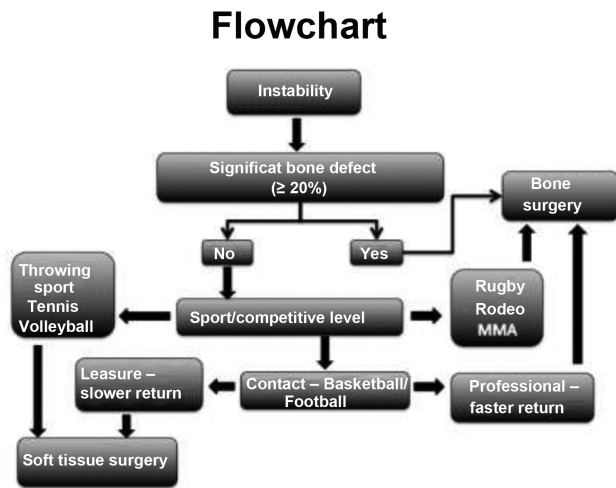 Flowchart
Instability
Significat bone defect
(≥ 20%)
Bone
surgery
No
Yes
Throwing
sport
Tennis
Volleyball
Sport/competitive level
Rugby
Rodeo
MMA
Leasure –
slower return
Contact – Basketball/
Football
Professional –
faster return
Soft tissue surgery